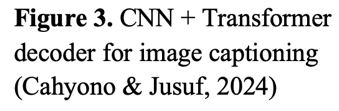 Figure 3. CNN + Transformer
decoder for image captioning
(Cahyono & Jusuf, 2024)